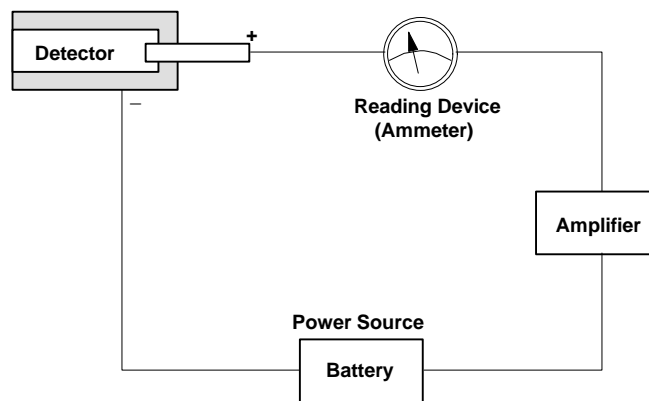 +
Detector
–
Reading Device
(Ammeter)
Amplifier
Power Source
Battery